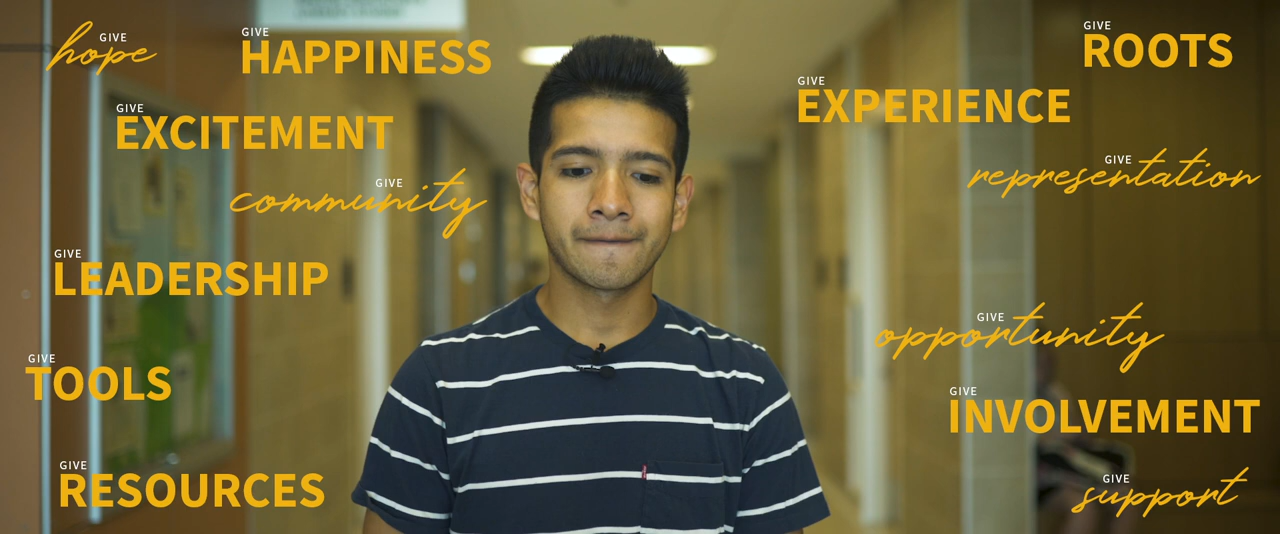 GIVE
hope
GIVE
HAPPINESS
GIVE
EXCITEMENT
GIVE
community
GIVE
LEADERSHIP
GIVE
TOOLS
GIVE
RESOURCES
GIVE
ROOTS
GIVE
EXPERIENCE
GIVE
representation
GIVE
opportunity
GIVE
INVOLVEMENT
GIVE
support